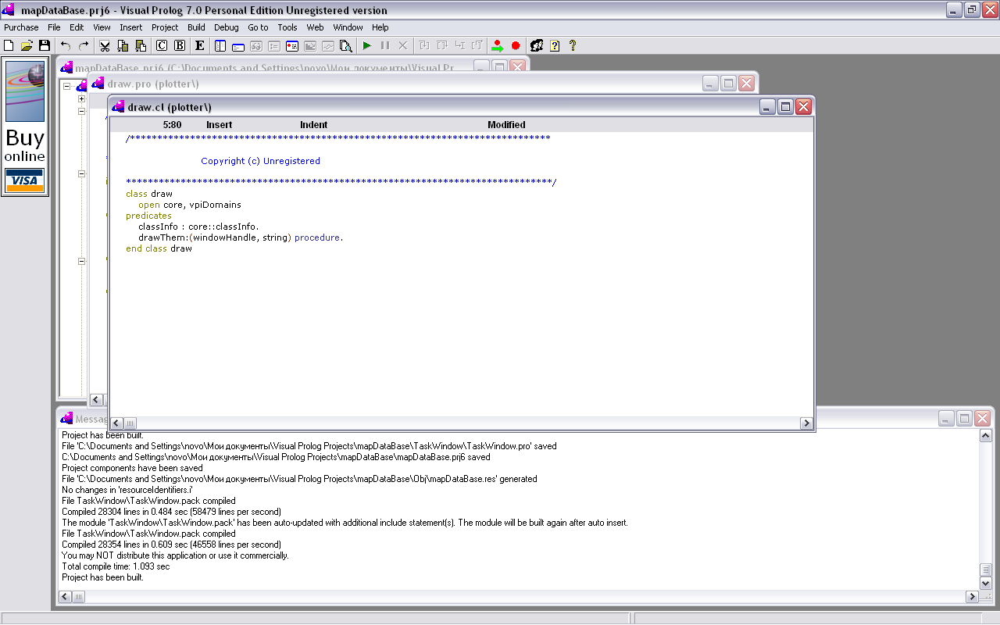 mapDataBase.prj6 - Visual Prolog 7.0 Personal Edition Unregistered version
Purchase File Edit View Insert Project Build Debug Go to Tools Web Window Help
C B E
mapDataBase.prj6 (C:\Documents and Settings\novo\Мои документы\Visual Pr
draw.pro (plotter\)
draw.cl (plotter\)
5:80 Insert Indent Modified
Buy
online
VISA
/*****************************************************************************
Copyright (c) Unregistered
******************************************************************************/
class draw
open core, vpiDomains
predicates
classInfo : core::classInfo.
drawThem:(windowHandle, string) procedure.
end class draw
Messag
Project has been built.
File 'C:\Documents and Settings\novo\Мои документы\Visual Prolog Projects\mapDataBase\TaskWindow\TaskWindow.pro' saved
C:\Documents and Settings\novo\Мои документы\Visual Prolog Projects\mapDataBase\mapDataBase.prj6 saved
Project components have been saved
File 'C:\Documents and Settings\novo\Мои документы\Visual Prolog Projects\mapDataBase\Obj\mapDataBase.res' generated
No changes in 'resourceIdentifiers.i'
File TaskWindow\TaskWindow.pack compiled
Compiled 28304 lines in 0.484 sec (58479 lines per second)
The module 'TaskWindow\TaskWindow.pack' has been auto-updated with additional include statement(s). The module will be built again after auto insert.
File TaskWindow\TaskWindow.pack compiled
Compiled 28354 lines in 0.609 sec (46558 lines per second)
You may NOT distribute this application or use it commercially.
Total compile time: 1.093 sec
Project has been built.